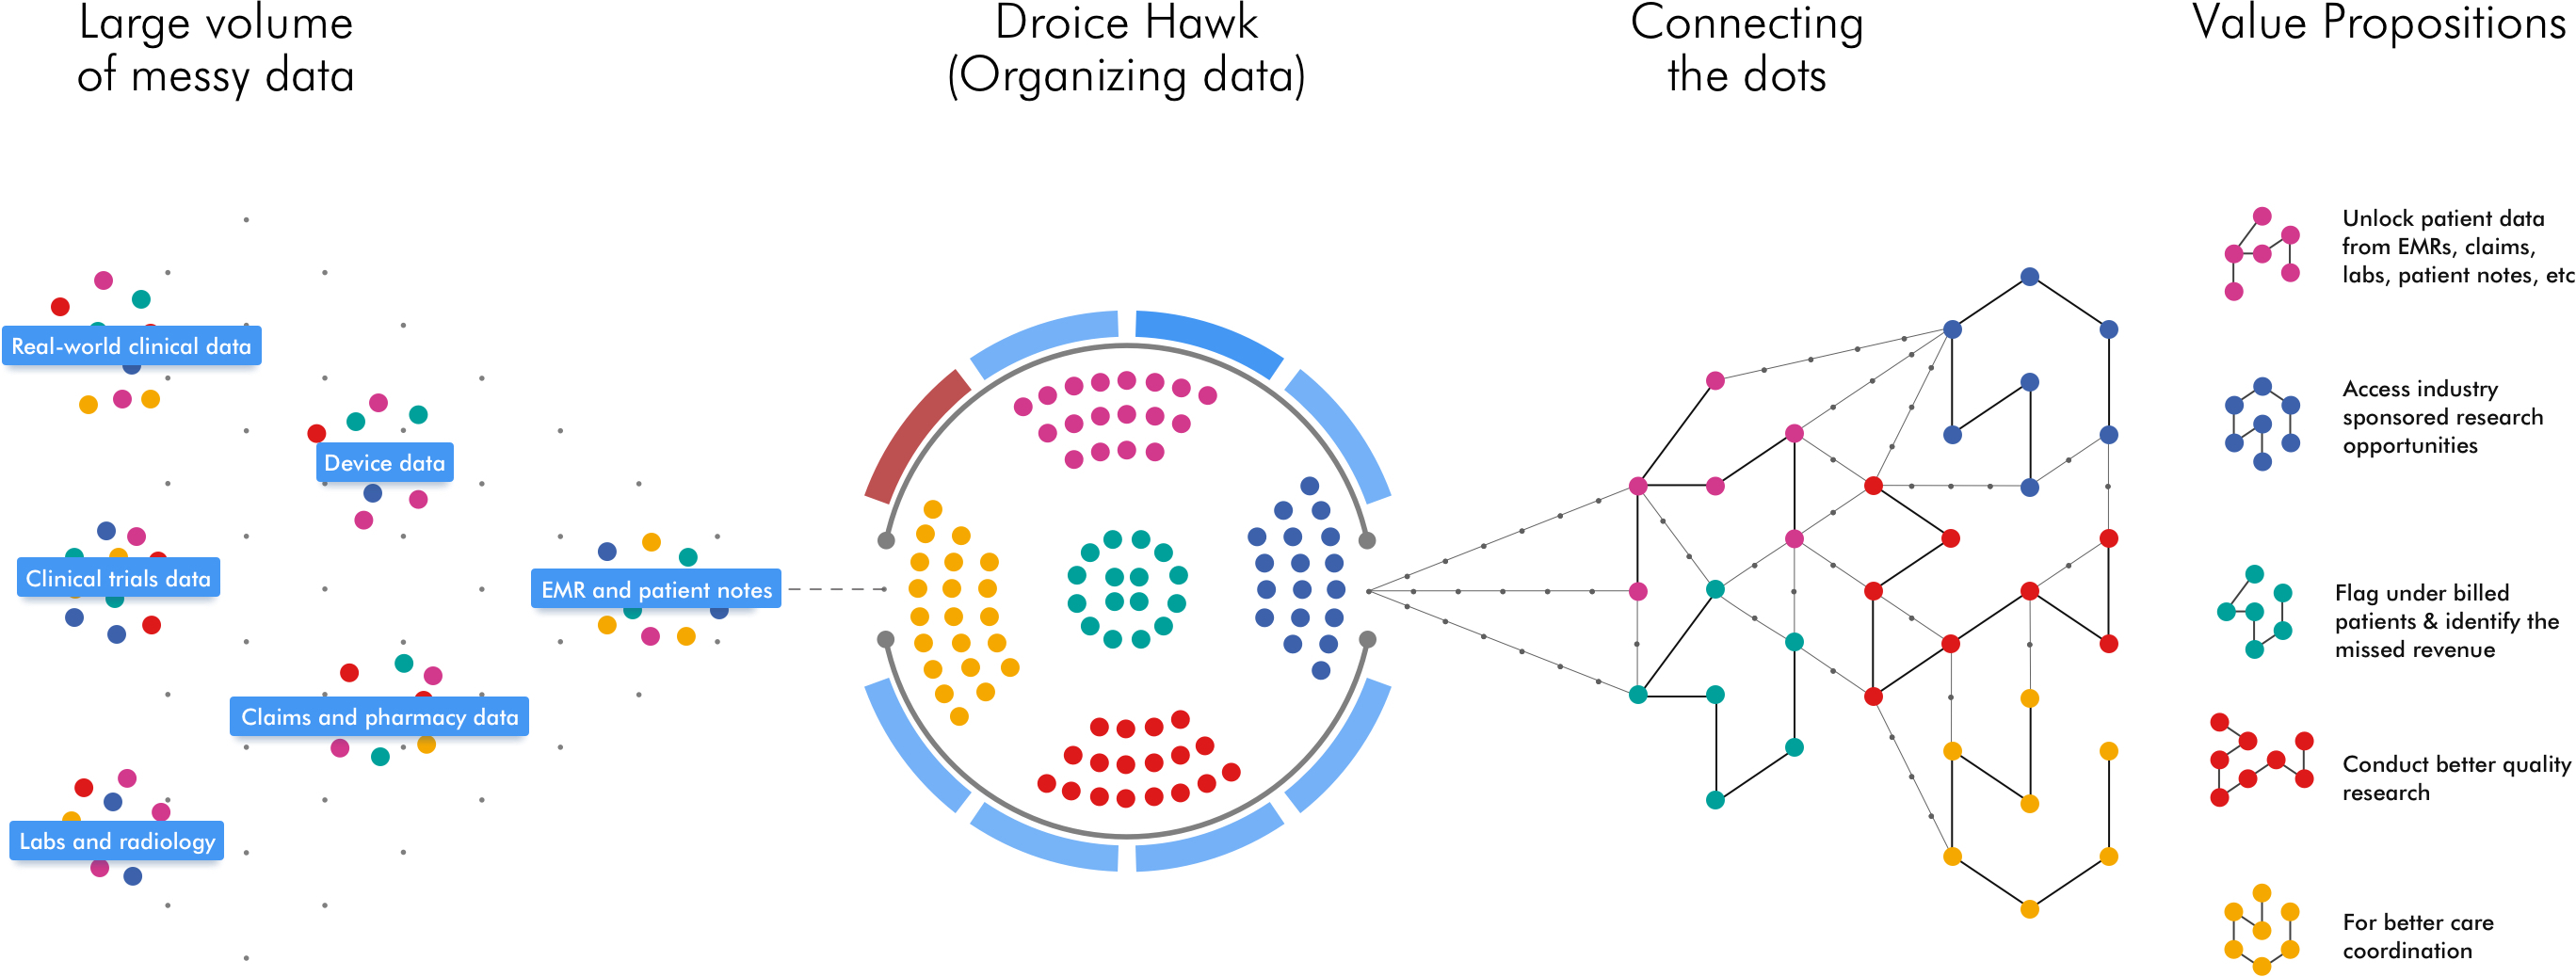 Large volume
of messy data
Droice Hawk
(Organizing data)
Connecting
the dots
Value Propositions
Real-world clinical data
Device data
Clinical trials data
EMR and patient notes
Claims and pharmacy data
Labs and radiology
Unlock patient data
from EMRs, claims,
labs, patient notes, etc
Access industry
sponsored research
opportunities
Flag under billed
patients & identify the
missed revenue
Conduct better quality
research
For better care
coordination